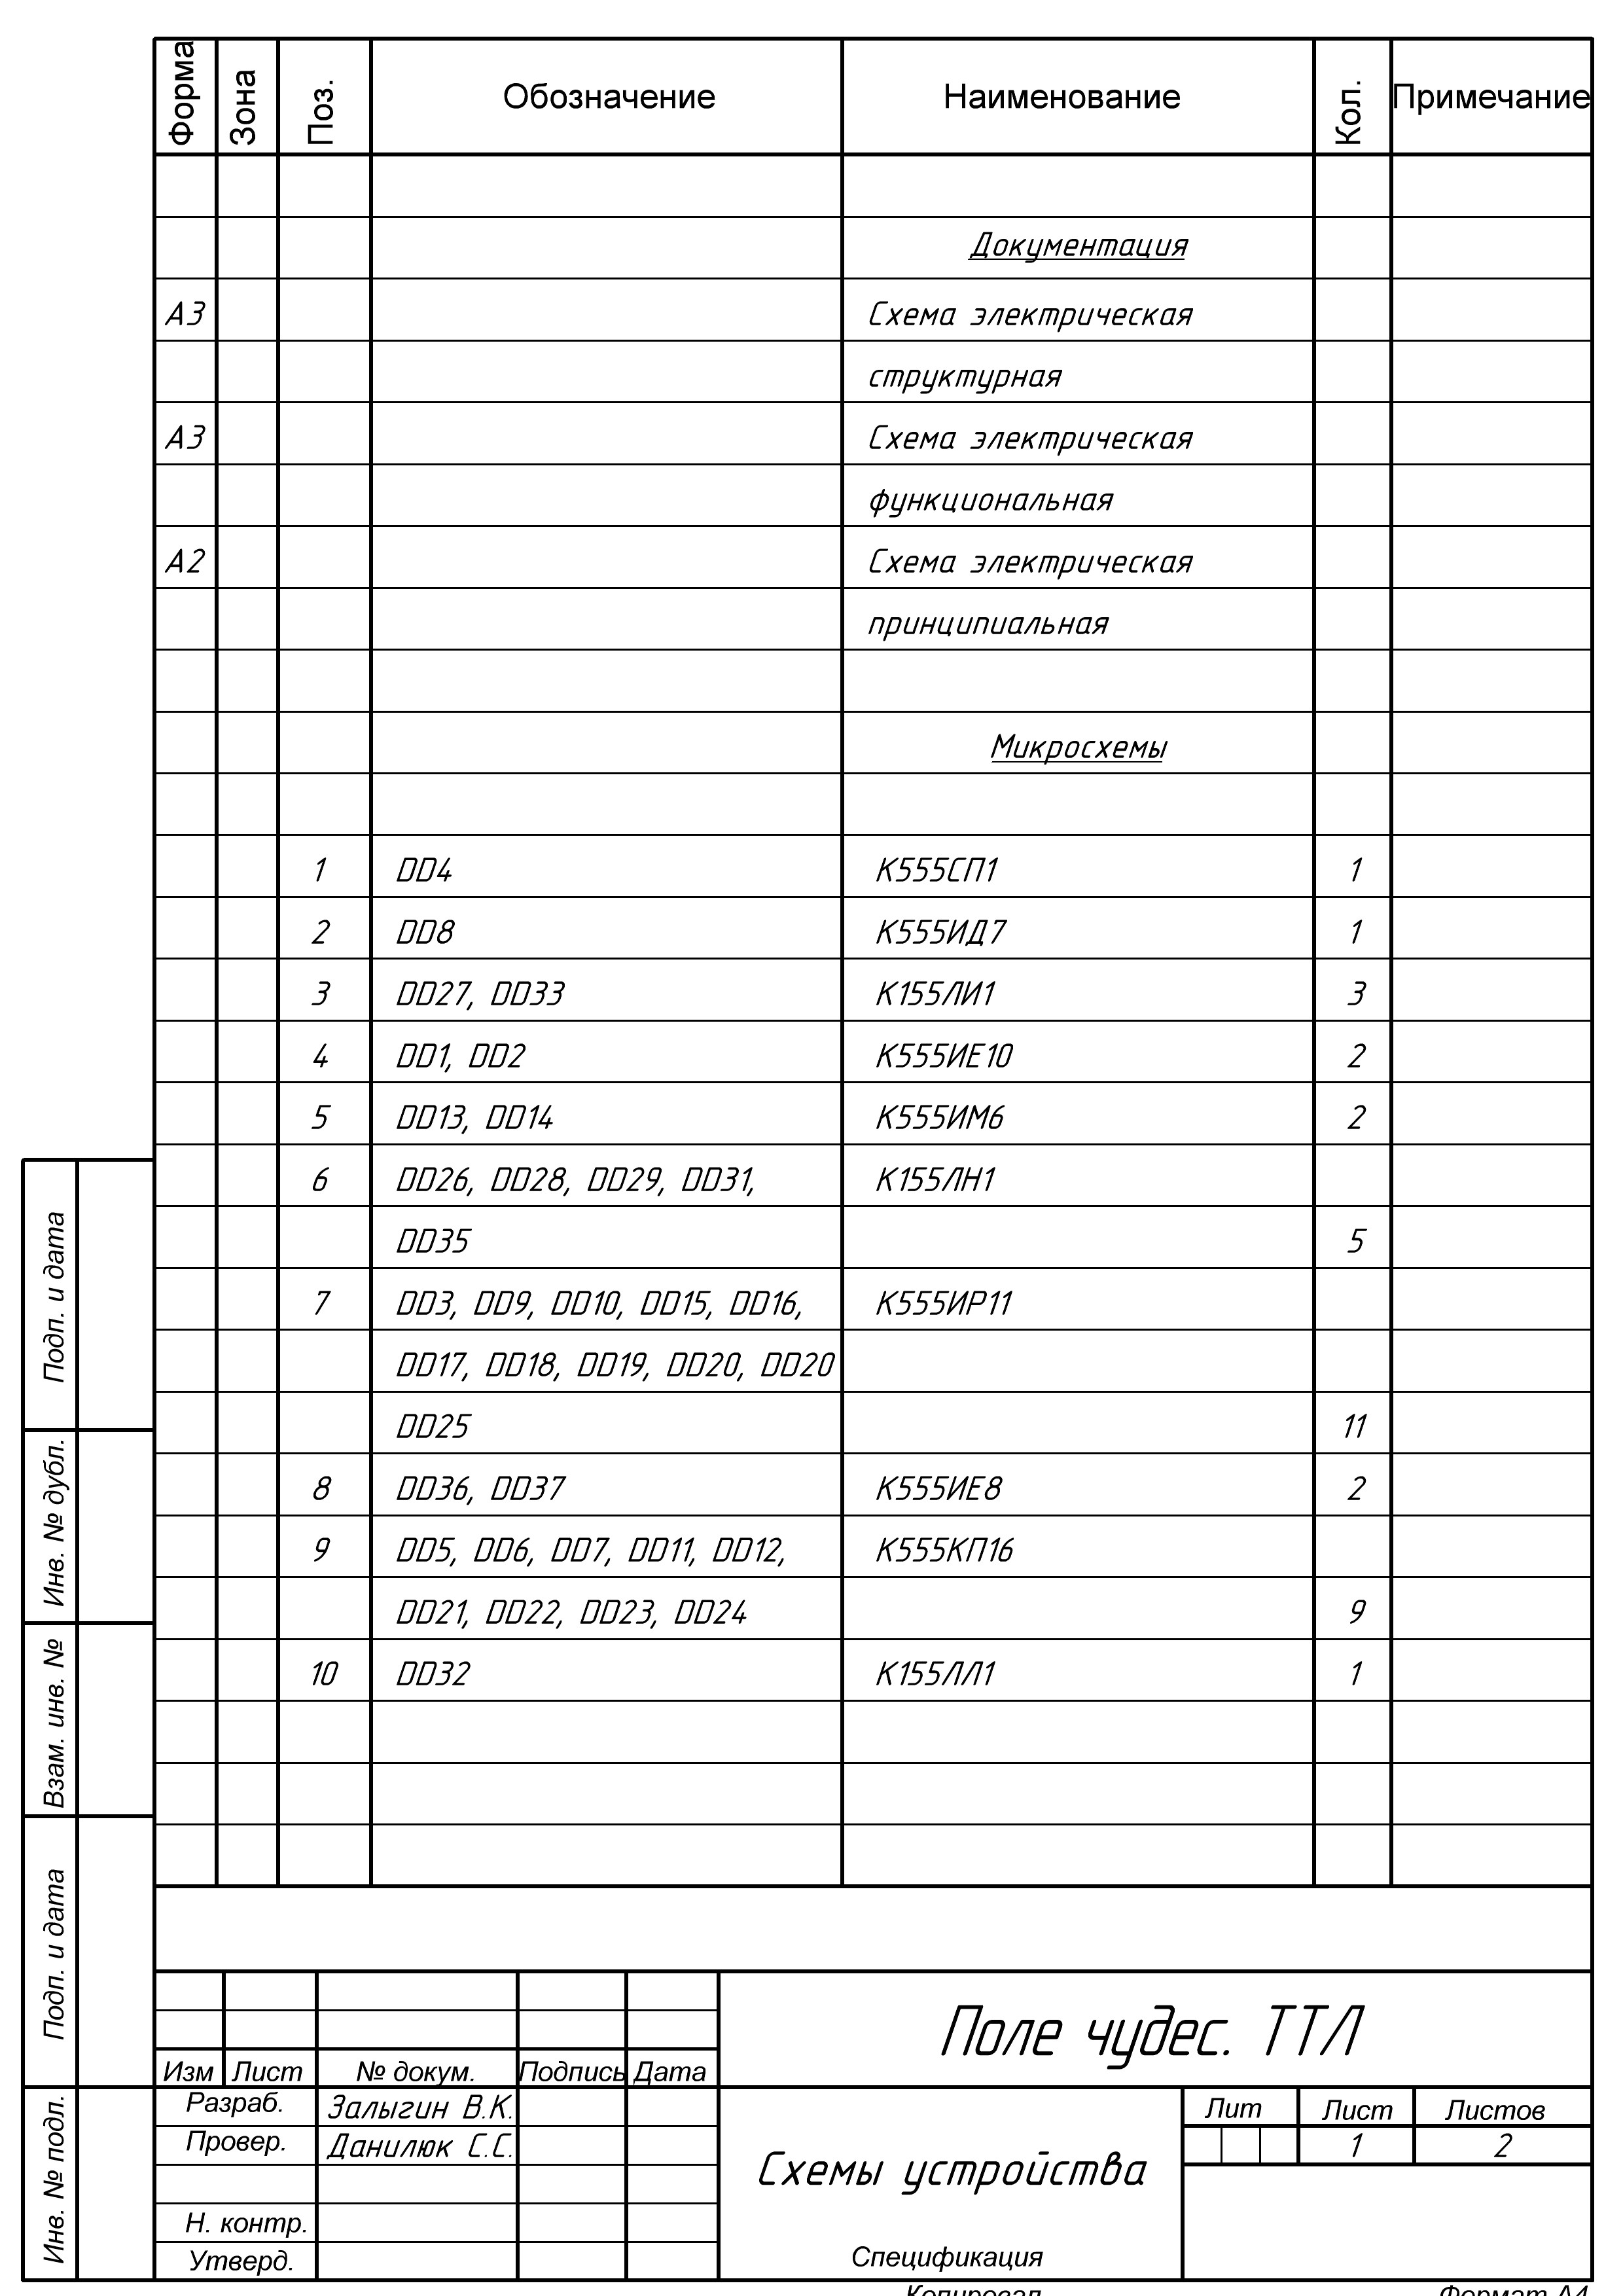 Форма Зона Поз. Обозначение Наименование Кол. Примечание
Документация
А3 Схема электрическая
структурная
А3 Схема электрическая
функциональная
А2 Схема электрическая
принципиальная
Микросхемы
1 DD4 К555СП1 1
2 DD8 К555ИД7 1
3 DD27, DD33 К155ЛИ1 3
4 DD1, DD2 К555ИЕ10 2
5 DD13, DD14 К555ИМ6 2
6 DD26, DD28, DD29, DD31, К155ЛН1
DD35 5
7 DD3, DD9, DD10, DD15, DD16, К555ИР11
DD17, DD18, DD19, DD20, DD20
DD25 11
8 DD36, DD37 К555ИЕ8 2
9 DD5, DD6, DD7, DD11, DD12, К555КП16
DD21, DD22, DD23, DD24 9
10 DD32 К155ЛЛ1 1
Подп. и дата
Инв. № дубл.
Взам. инв. №
Подп. и дата
Инв. № подп.
Поле чудес. ТТЛ
Изм Лист № докум. Подпись Дата
Разраб. Залыгин В.К.
Провер. Данилюк С.С.
Н. контр.
Утверд.
Схемы устройства
Спецификация
Лит Лист Листов
1 2
Копировал Формат А4